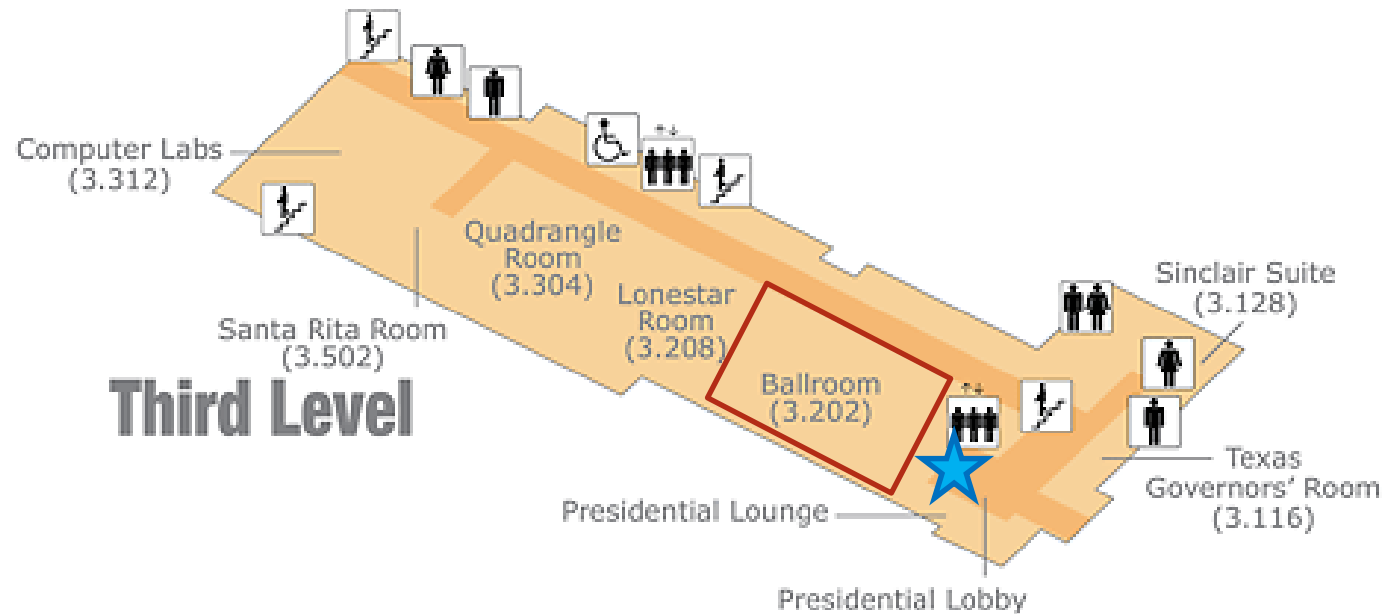 Computer Labs
(3.312)
Quadrangle
Room
(3.304)
Santa Rita Room
(3.502)
Lonestar
Room
(3.208)
Sinclair Suite
(3.128)
Ballroom
(3.202)
Third Level
Texas
Governors' Room
(3.116)
Presidential Lounge
Presidential Lobby